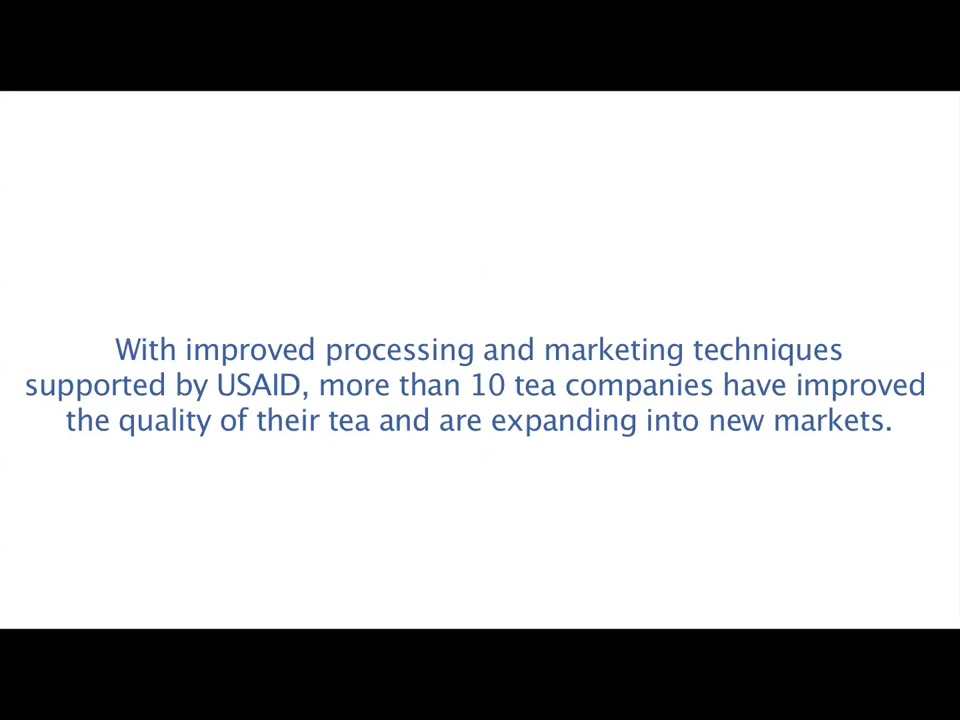 With improved processing and marketing techniques
supported by USAID, more than 10 tea companies have improved
the quality of their tea and are expanding into new markets.